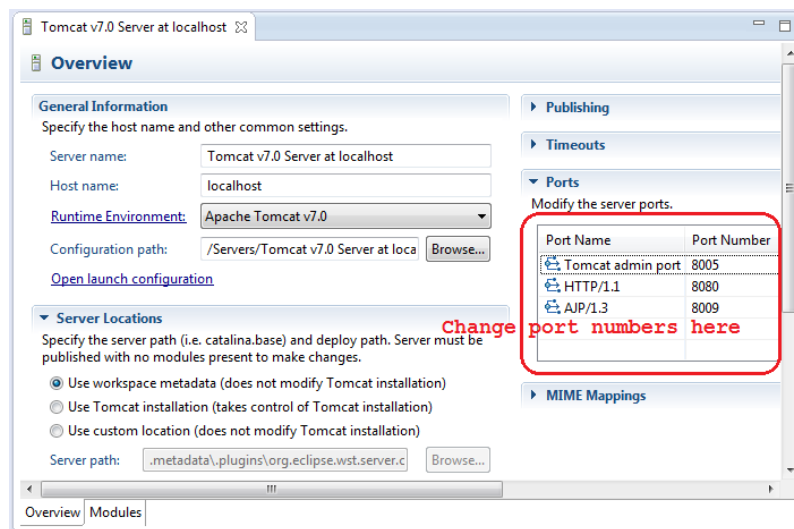 Tomcat v7.0 Server at localhost
Overview
General Information
Specify the host name and other common settings.
Server name: Tomcat v7.0 Server at localhost
Host name: localhost
Runtime Environment: Apache Tomcat v7.0
Configuration path: /Servers/Tomcat v7.0 Server at loca Browse...
Open launch configuration
Server Locations
Specify the server path (i.e. catalina.base) and deploy path. Server must be
published with no modules present to make changes.
Use workspace metadata (does not modify Tomcat installation)
Use Tomcat installation (takes control of Tomcat installation)
Use custom location (does not modify Tomcat installation)
Server path: .metadata\.plugins\org.eclipse.wst.server.c Browse...
Publishing
Timeouts
Ports
Modify the server ports.
Port Name Port Number
Tomcat admin port 8005
HTTP/1.1 8080
AJP/1.3 8009
Change port numbers here
MIME Mappings
Overview Modules